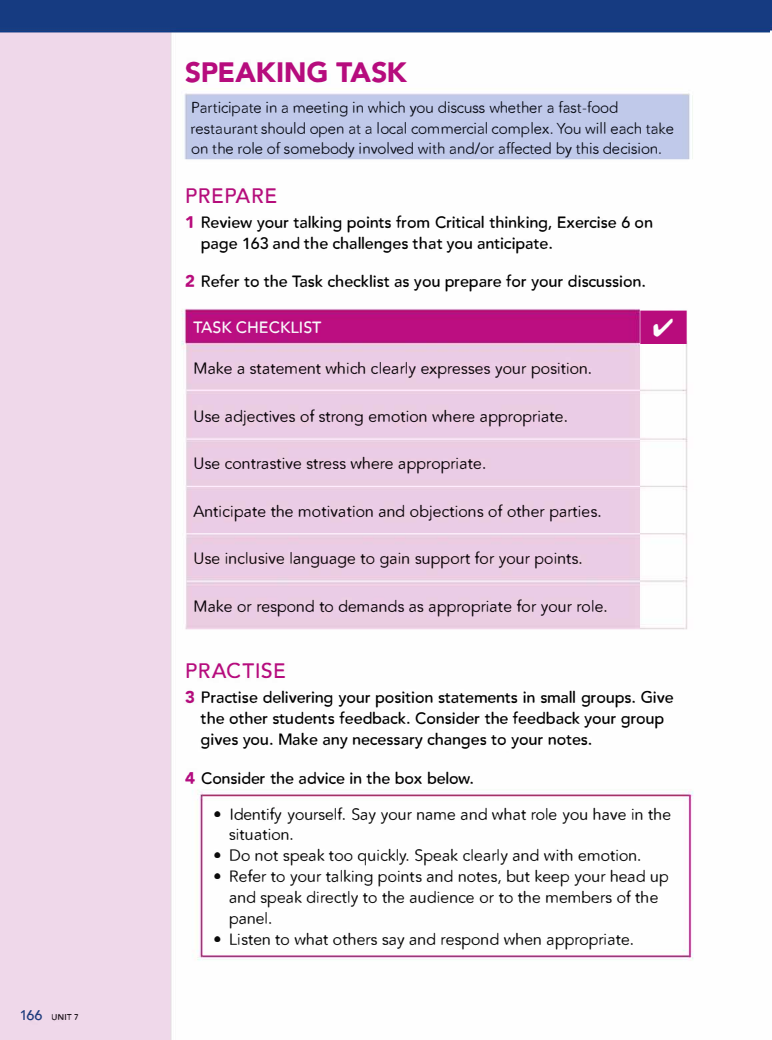 SPEAKING TASK
Participate in a meeting in which you discuss whether a fast-food
restaurant should open at a local commercial complex. You will each take
on the role of somebody involved with and/or affected by this decision.
PREPARE
1 Review your talking points from Critical thinking, Exercise 6 on
page 163 and the challenges that you anticipate.
2 Refer to the Task checklist as you prepare for your discussion.
TASK CHECKLIST ✔
Make a statement which clearly expresses your position.
Use adjectives of strong emotion where appropriate.
Use contrastive stress where appropriate.
Anticipate the motivation and objections of other parties.
Use inclusive language to gain support for your points.
Make or respond to demands as appropriate for your role.
PRACTISE
3 Practise delivering your position statements in small groups. Give
the other students feedback. Consider the feedback your group
gives you. Make any necessary changes to your notes.
4 Consider the advice in the box below.
• Identify yourself. Say your name and what role you have in the
situation.
• Do not speak too quickly. Speak clearly and with emotion.
• Refer to your talking points and notes, but keep your head up
and speak directly to the audience or to the members of the
panel.
• Listen to what others say and respond when appropriate.
166 UNIT 7